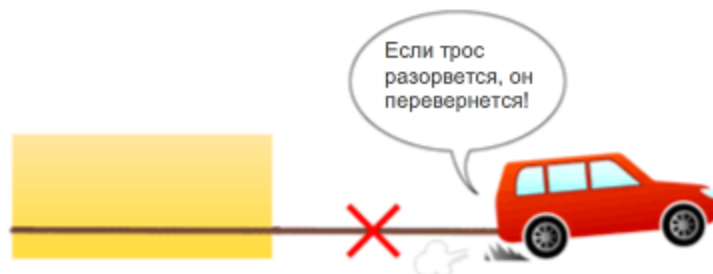 Если трос
разорвется, он
перевернется!